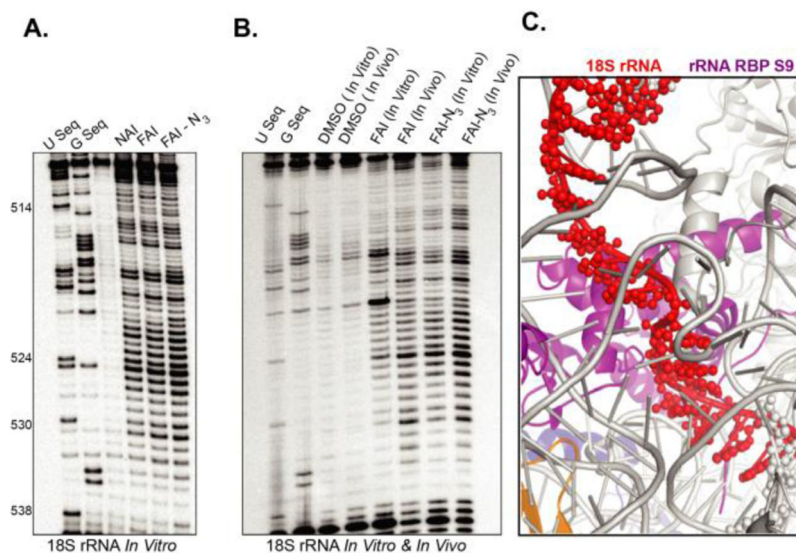 A.
U Seq
G Seq
NAI
FAI
FAI - N3
514
524
530
538
18S rRNA In Vitro
B.
U Seq
G Seq
DMSO ( In Vitro)
DMSO ( In Vivo)
FAI (In Vitro)
FAI (In Vivo)
FAI-N3 (In Vitro)
FAI-N3 (In Vivo)
18S rRNA In Vitro & In Vivo
C.
18S rRNA rRNA RBP S9